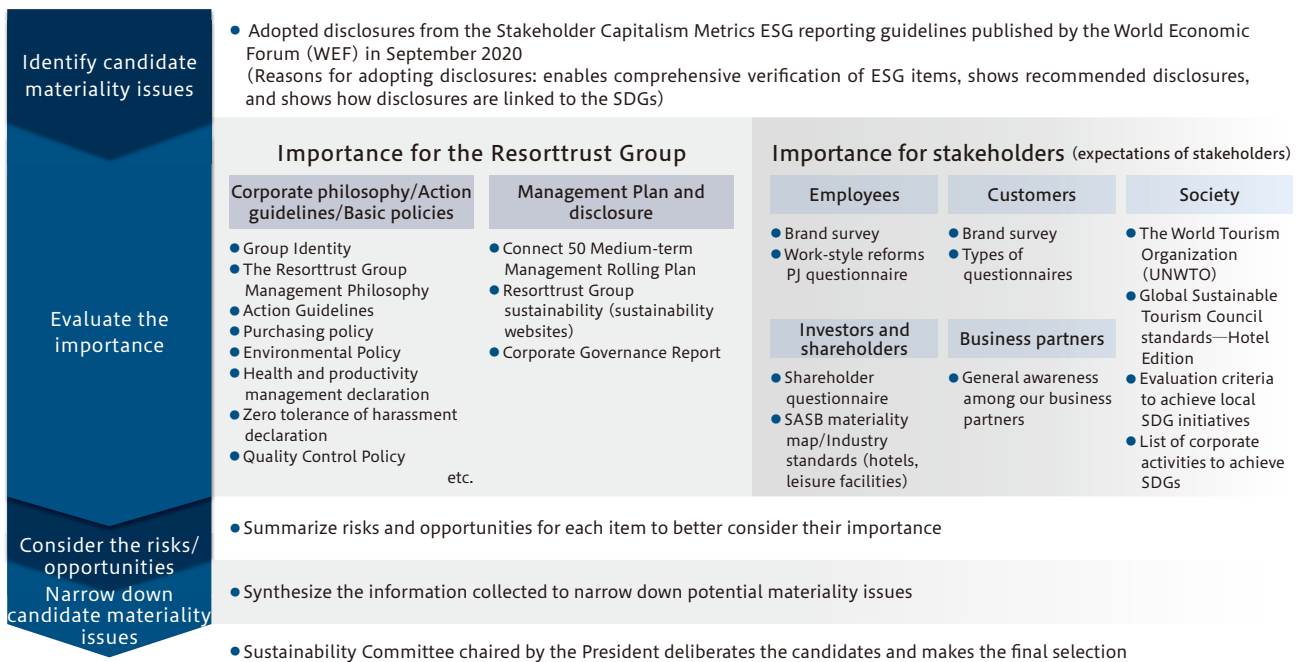 Identify candidate
materiality issues
● Adopted disclosures from the Stakeholder Capitalism Metrics ESG reporting guidelines published by the World Economic
Forum (WEF) in September 2020
(Reasons for adopting disclosures: enables comprehensive verification of ESG items, shows recommended disclosures,
and shows how disclosures are linked to the SDGs)
Evaluate the
importance
Importance for the Resorttrust Group
Corporate philosophy/Action
guidelines/Basic policies
● Group Identity
● The Resorttrust Group
Management Philosophy
● Action Guidelines
● Purchasing policy
● Environmental Policy
● Health and productivity
management declaration
● Zero tolerance of harassment
declaration
● Quality Control Policy
etc.
Management Plan and
disclosure
● Connect 50 Medium-term
Management Rolling Plan
● Resorttrust Group
sustainability (sustainability
websites)
● Corporate Governance Report
Importance for stakeholders (expectations of stakeholders)
Employees
● Brand survey
● Work-style reforms
PJ questionnaire
Customers
● Brand survey
● Types of
questionnaires
Investors and
shareholders
● Shareholder
questionnaire
● SASB materiality
map/Industry
standards (hotels,
leisure facilities)
Business partners
● General awareness
among our business
partners
Society
● The World Tourism
Organization
(UNWTO)
● Global Sustainable
Tourism Council
standards—Hotel
Edition
● Evaluation criteria
to achieve local
SDG initiatives
● List of corporate
activities to achieve
SDGs
Consider the risks/
opportunities
● Summarize risks and opportunities for each item to better consider their importance
Narrow down
candidate materiality
issues
● Synthesize the information collected to narrow down potential materiality issues
● Sustainability Committee chaired by the President deliberates the candidates and makes the final selection